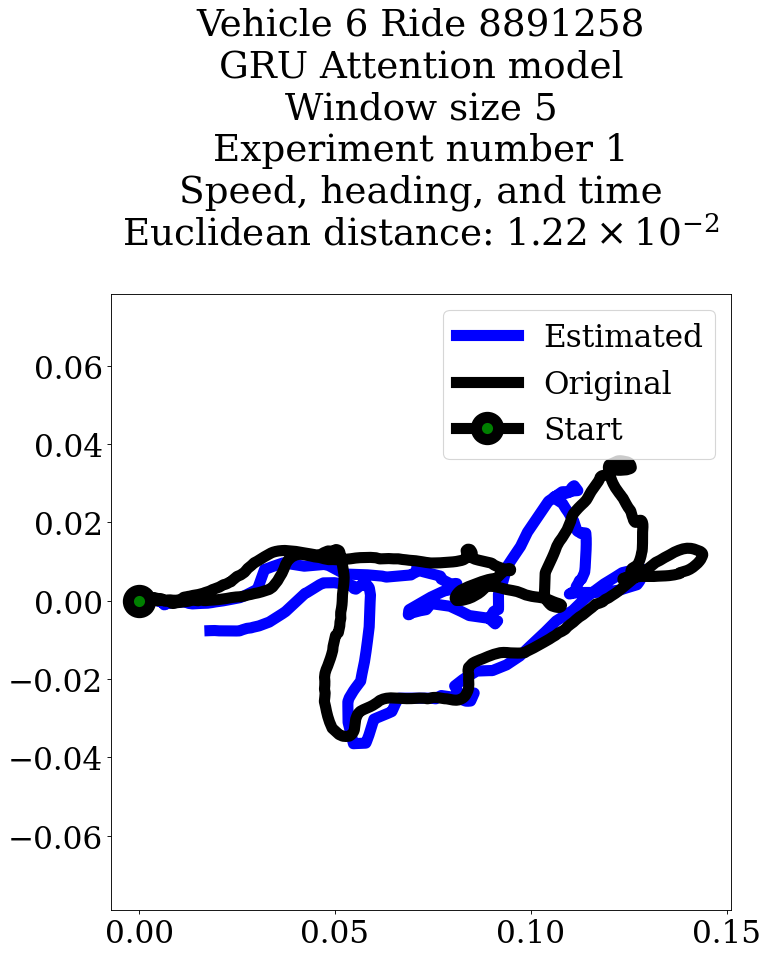 Vehicle 6 Ride 8891258
GRU Attention model
Window size 5
Experiment number 1
Speed, heading, and time
Euclidean distance: 1.22 × 10⁻²
Estimated
Original
Start
0.06
0.04
0.02
0.00
−0.02
−0.04
−0.06
0.00 0.05 0.10 0.15